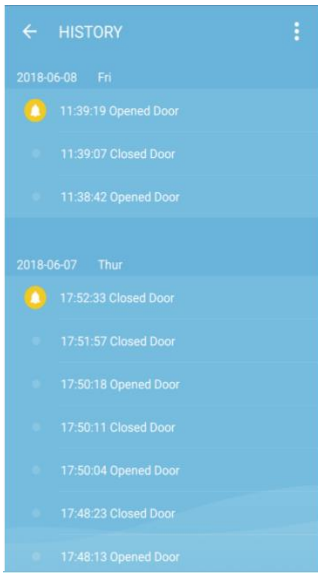 HISTORY
2018-06-08 Fri
11:39:19 Opened Door
11:39:07 Closed Door
11:38:42 Opened Door
2018-06-07 Thur
17:52:33 Closed Door
17:51:57 Closed Door
17:50:18 Opened Door
17:50:11 Closed Door
17:50:04 Opened Door
17:48:23 Closed Door
17:48:13 Opened Door